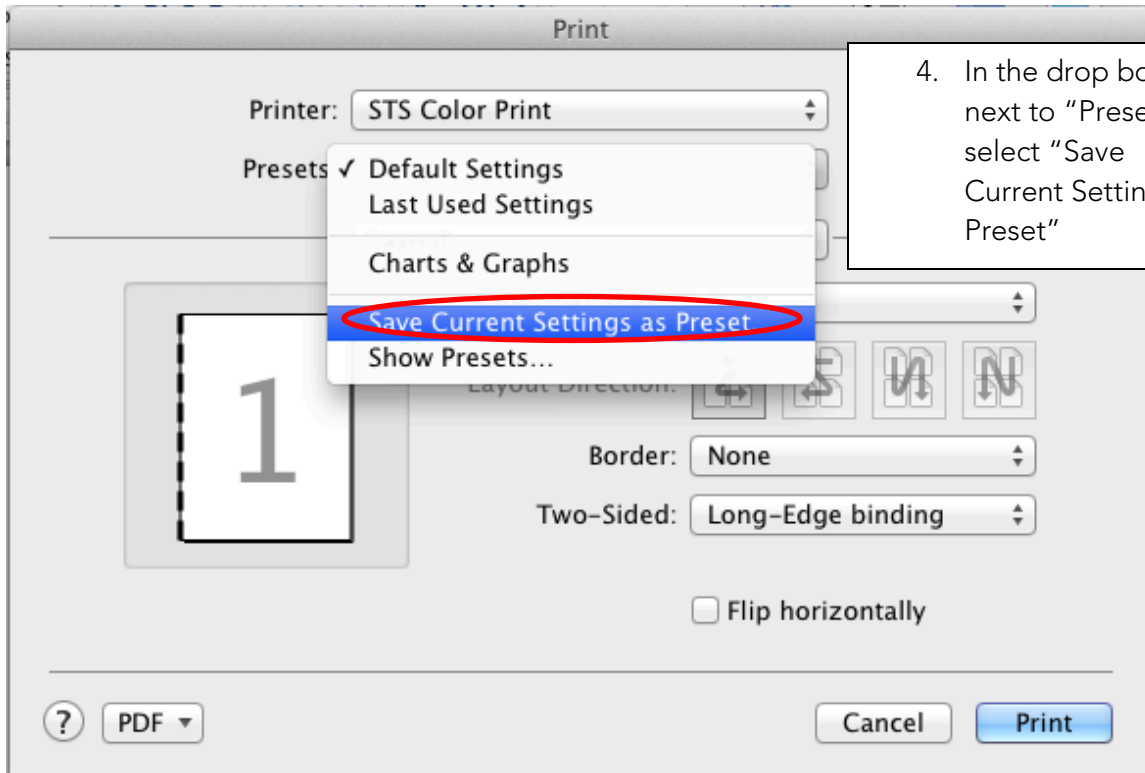 Print
Printer: STS Color Print
Presets ✓ Default Settings
Last Used Settings
Charts & Graphs
Save Current Settings as Preset
Show Presets...
4. In the drop bo
next to “Prese
select “Save
Current Settin
Preset”
1
Layout Direction:
Border: None
Two-Sided: Long-Edge binding
Flip horizontally
? PDF
Cancel
Print